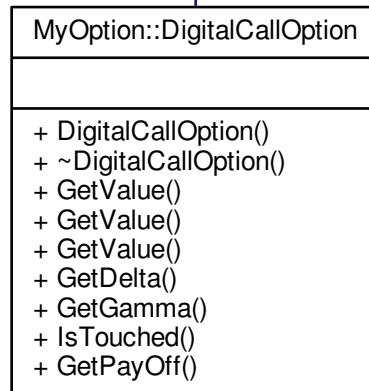 MyOption::DigitalCallOption
+ DigitalCallOption()
+ ~DigitalCallOption()
+ GetValue()
+ GetValue()
+ GetValue()
+ GetDelta()
+ GetGamma()
+ IsTouched()
+ GetPayOff()